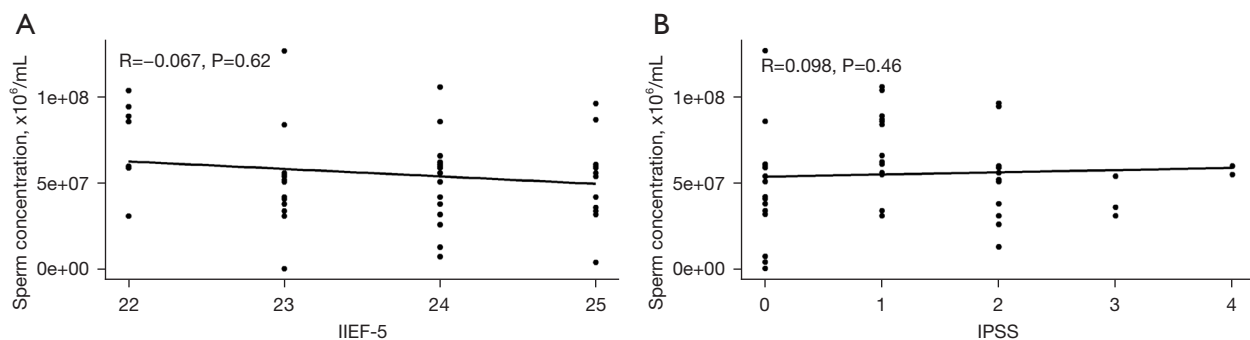 A
R=−0.067, P=0.62
Sperm concentration, x10⁶/mL
1e+08
5e+07
0e+00
22 23 24 25
IIEF-5
B
R=0.098, P=0.46
Sperm concentration, x10⁶/mL
1e+08
5e+07
0e+00
0 1 2 3 4
IPSS